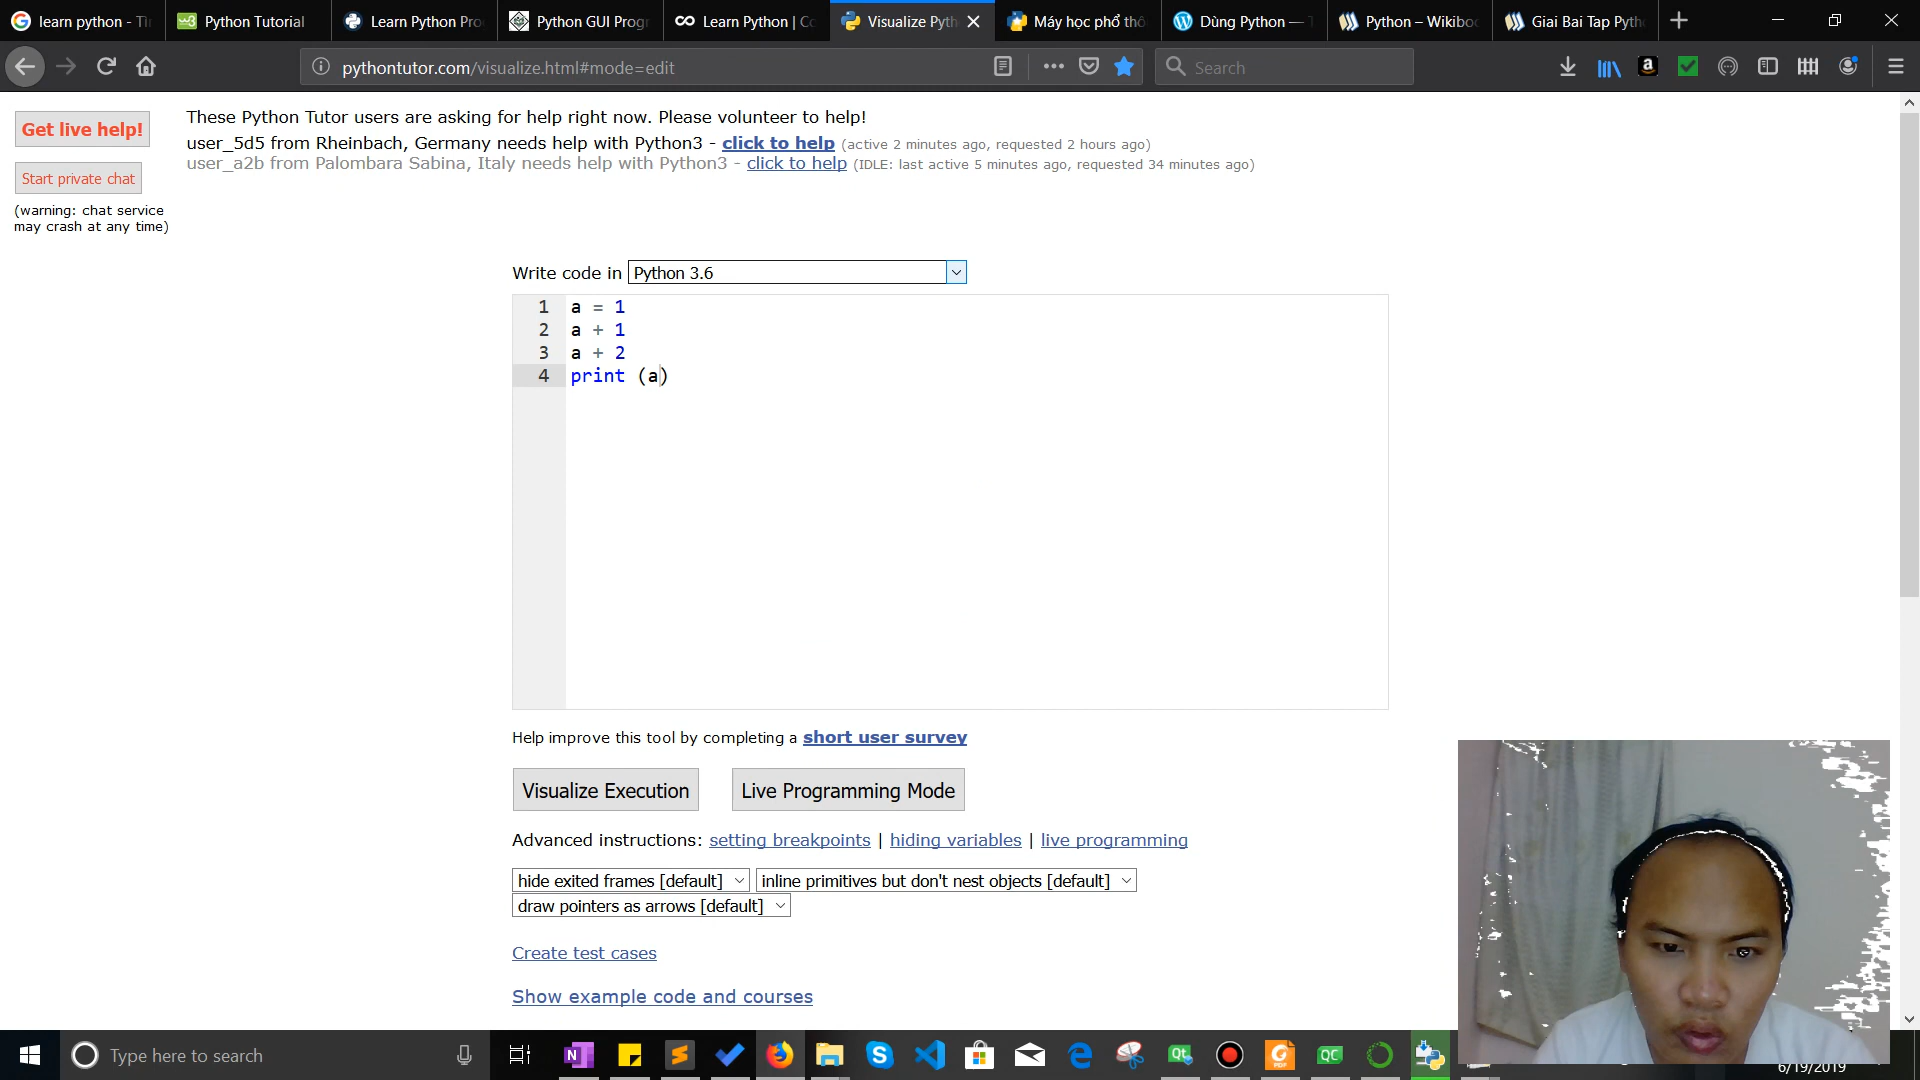 learn python - Ti
Python Tutorial
Learn Python Pro
Python GUI Progr
Learn Python | Co
Visualize Pyth
Máy học phổ thô
Dùng Python — T
Python – Wikiboo
Giai Bai Tap Pytho
pythontutor.com/visualize.html#mode=edit
Search
Get live help!
Start private chat
(warning: chat service
may crash at any time)
These Python Tutor users are asking for help right now. Please volunteer to help!
user_5d5 from Rheinbach, Germany needs help with Python3 - click to help (active 2 minutes ago, requested 2 hours ago)
user_a2b from Palombara Sabina, Italy needs help with Python3 - click to help (IDLE: last active 5 minutes ago, requested 34 minutes ago)
Write code in Python 3.6
1 a = 1
2 a + 1
3 a + 2
4 print (a)
Help improve this tool by completing a short user survey
Visualize Execution
Live Programming Mode
Advanced instructions: setting breakpoints | hiding variables | live programming
hide exited frames [default] inline primitives but don't nest objects [default]
draw pointers as arrows [default]
Create test cases
Show example code and courses
Type here to search
6/19/2019